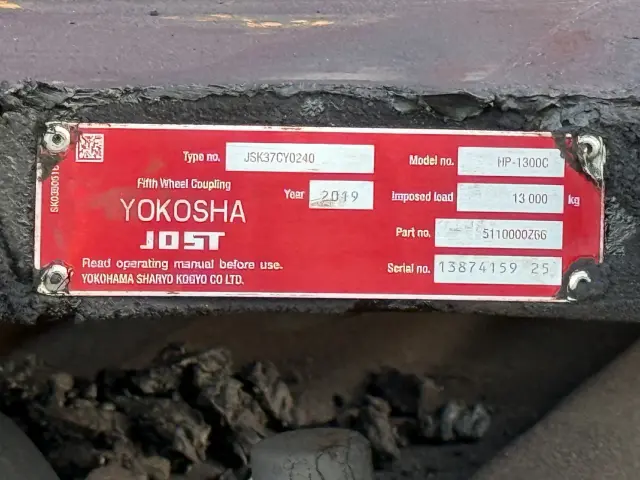 Type no. JSK37CY0240
Model no. HP-1300C
Fifth Wheel Coupling
Year 2019
Imposed load 13 000 kg
YOKOSHA
JOST
Part no. 5110000Z66
Serial no. 13874159 25
Read operating manual before use.
YOKOHAMA SHARYO KOGYO CO LTD.